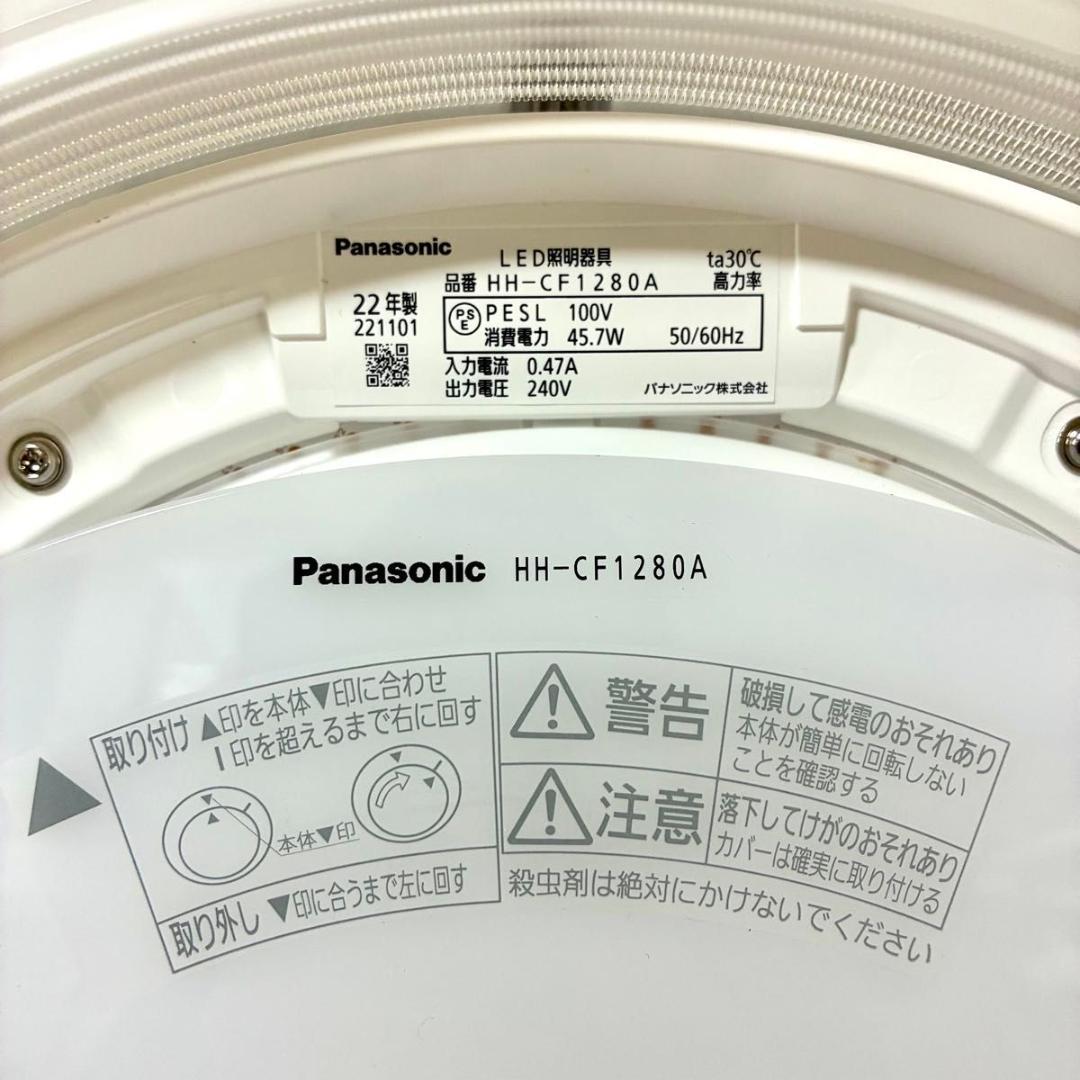 Panasonic
LED照明器具
ta30℃
品番 HH-CF1280A
高力率
22年製
221101
PSE
PESL 100V
消費電力 45.7W 50/60Hz
入力電流 0.47A
出力電圧 240V
パナソニック株式会社
Panasonic HH-CF1280A
取り付け
▲印を本体▼印に合わせ
I印を超えるまで右に回す
本体▼印
取り外し
▼印に合うまで左に回す
警告
破損して感電のおそれあり
本体が簡単に回転しない
ことを確認する
注意
落下してけがのおそれあり
カバーは確実に取り付ける
殺虫剤は絶対にかけないでください